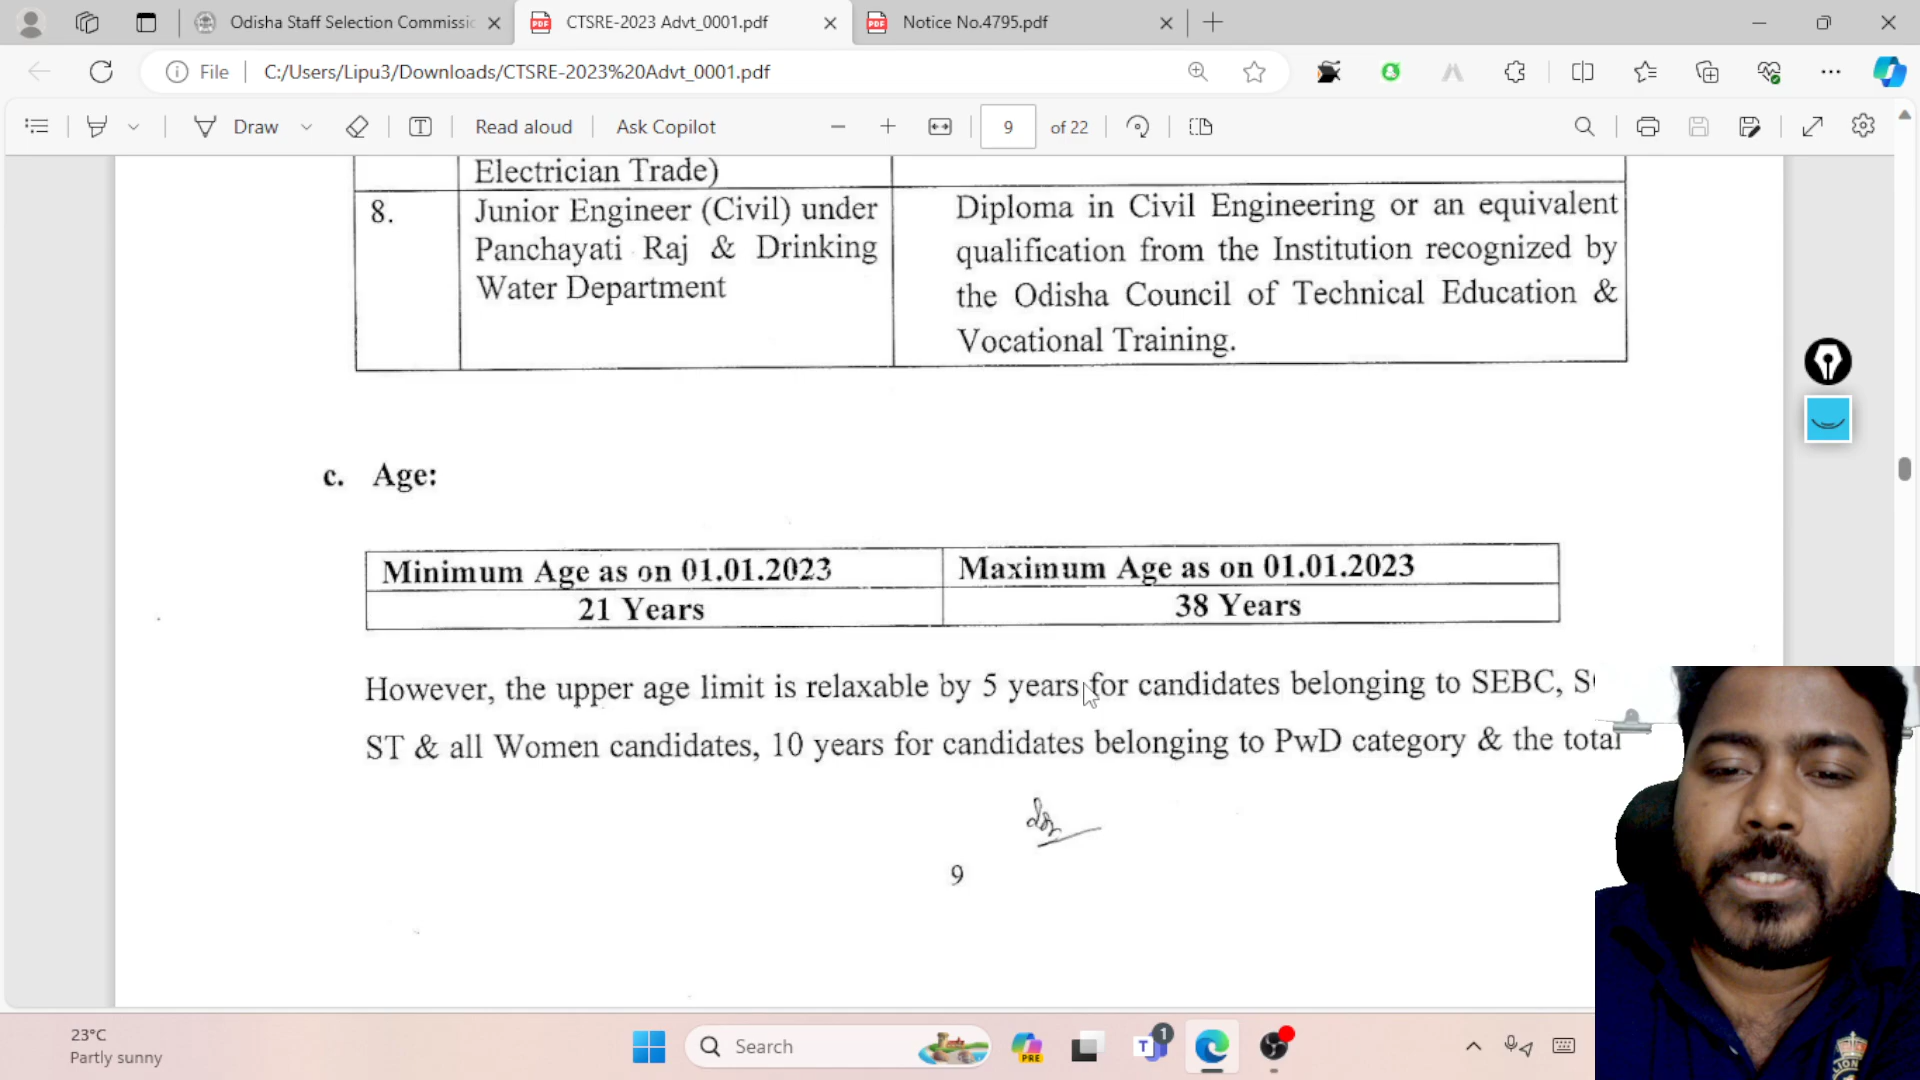 Odisha Staff Selection Commissi
CTSRE-2023 Advt_0001.pdf
Notice No.4795.pdf
File
C:/Users/Lipu3/Downloads/CTSRE-2023%20Advt_0001.pdf
Draw
Read aloud
Ask Copilot
9
of 22
Electrician Trade)
8.
Junior Engineer (Civil) under
Panchayati Raj & Drinking
Water Department
Diploma in Civil Engineering or an equivalent
qualification from the Institution recognized by
the Odisha Council of Technical Education &
Vocational Training.
c. Age:
Minimum Age as on 01.01.2023
Maximum Age as on 01.01.2023
21 Years
38 Years
However, the upper age limit is relaxable by 5 years for candidates belonging to SEBC,
ST & all Women candidates, 10 years for candidates belonging to PwD category & the total
9
23°C
Partly sunny
Search
PRE
T
1